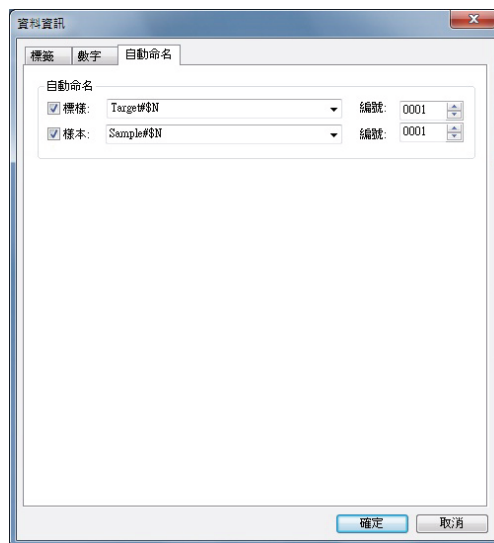 資料資訊
標籤 數字 自動命名
自動命名
標樣: Target#$N 編號: 0001
樣本: Sample#$N 編號: 0001
確定 取消